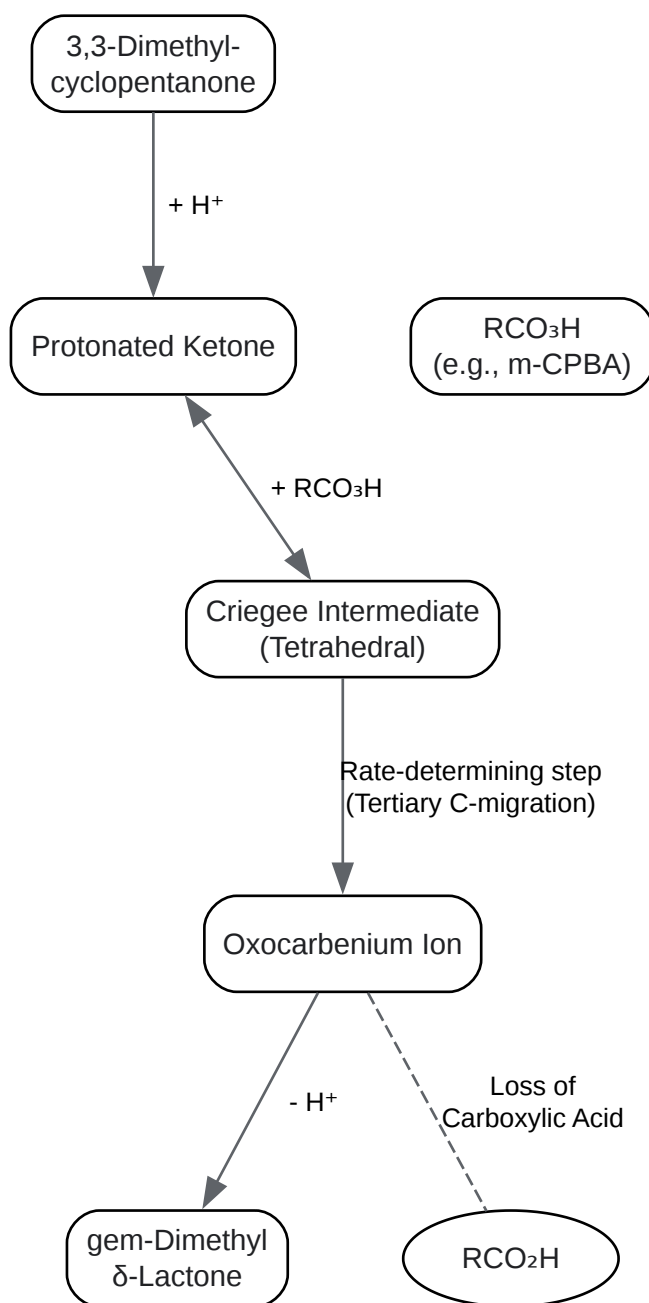 3,3-Dimethyl-
cyclopentanone
+ H⁺
Protonated Ketone
RCO₃H
(e.g., m-CPBA)
+ RCO₃H
Criegee Intermediate
(Tetrahedral)
Rate-determining step
(Tertiary C-migration)
Oxocarbenium Ion
- H⁺
Loss of
Carboxylic Acid
gem-Dimethyl
δ-Lactone
RCO₂H